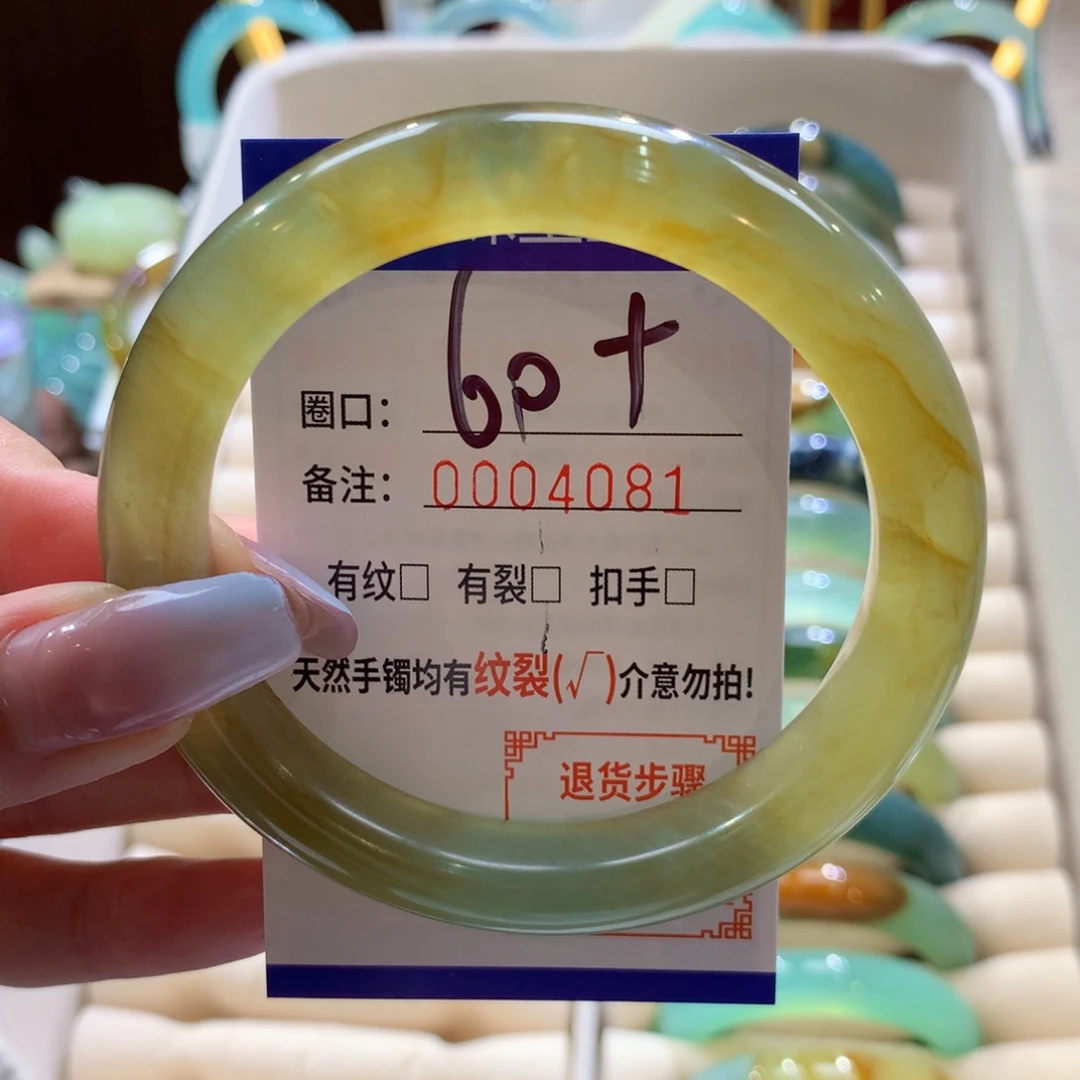 圈口: 60+
备注: 0004081
有纹□ 有裂□ 扣手□
天然手镯均有纹裂(√)介意勿拍!
退货步骤